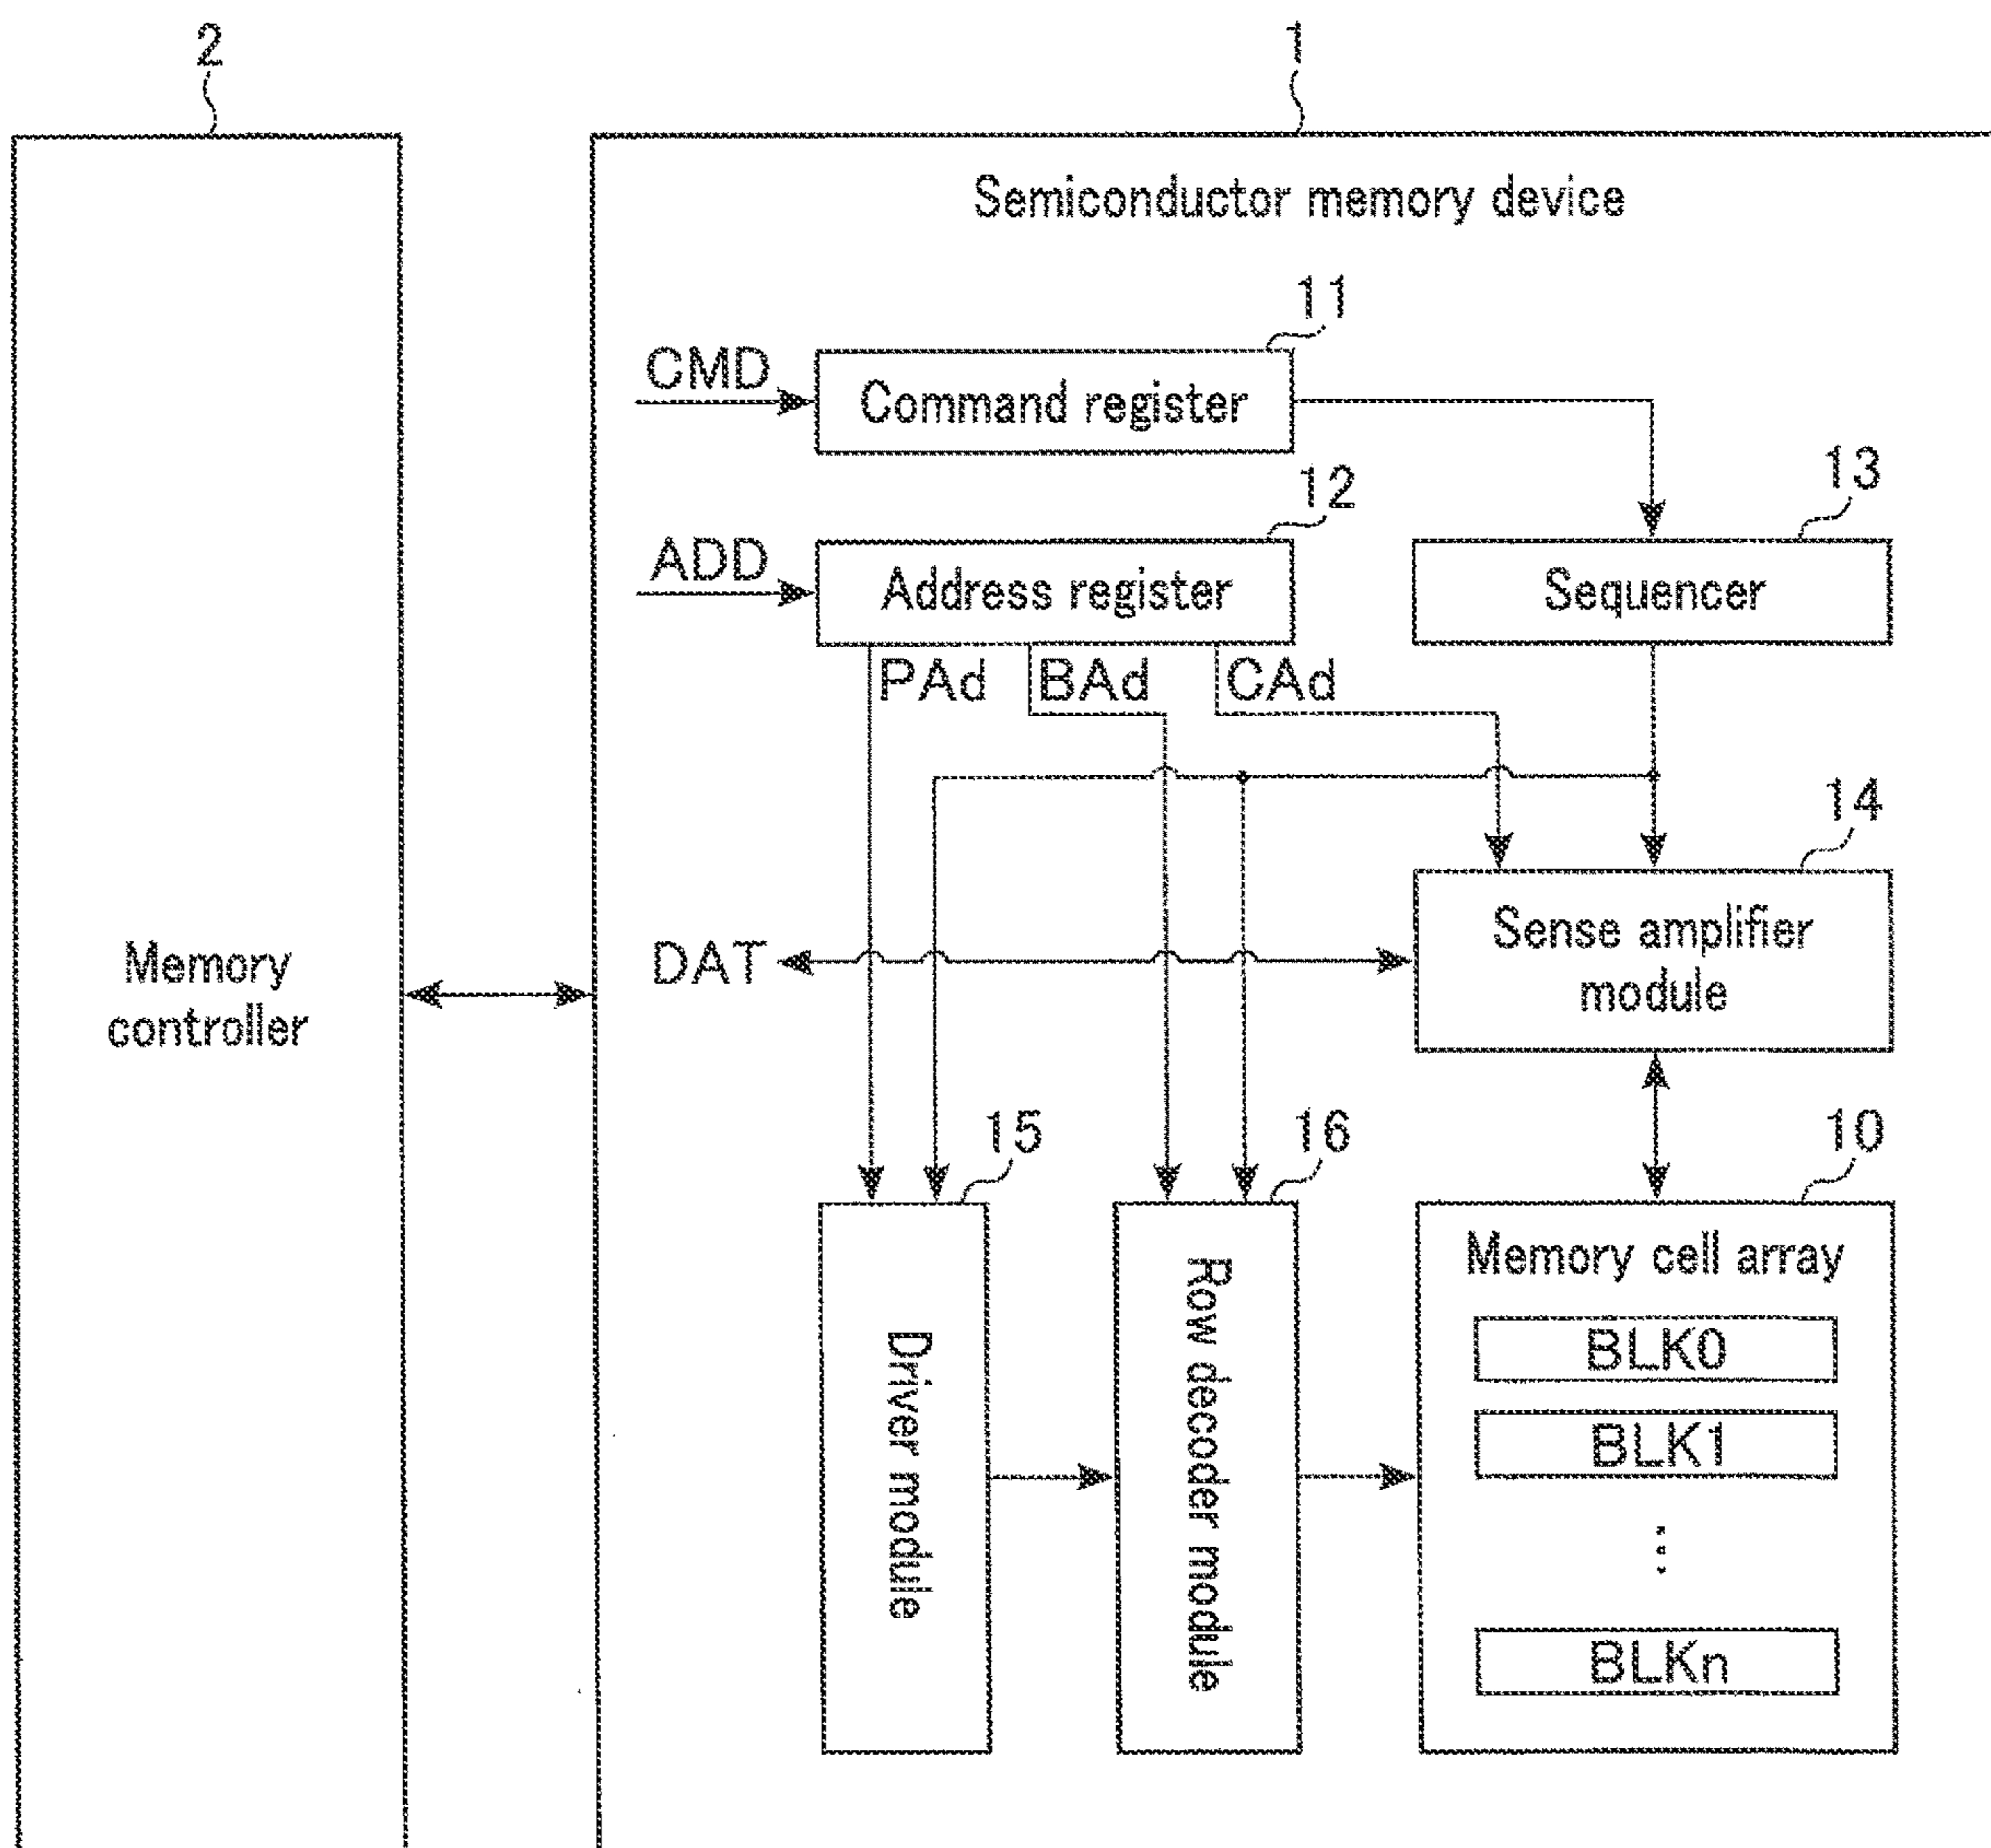 2
1
Semiconductor memory device
11
CMD
Command register
12
13
ADD
Address register
Sequencer
PAd
BAd
CAd
14
Sense amplifier
module
DAT
Memory
controller
15
16
10
Driver module
Row decoder module
Memory cell array
BLK0
BLK1
⋮
BLKn